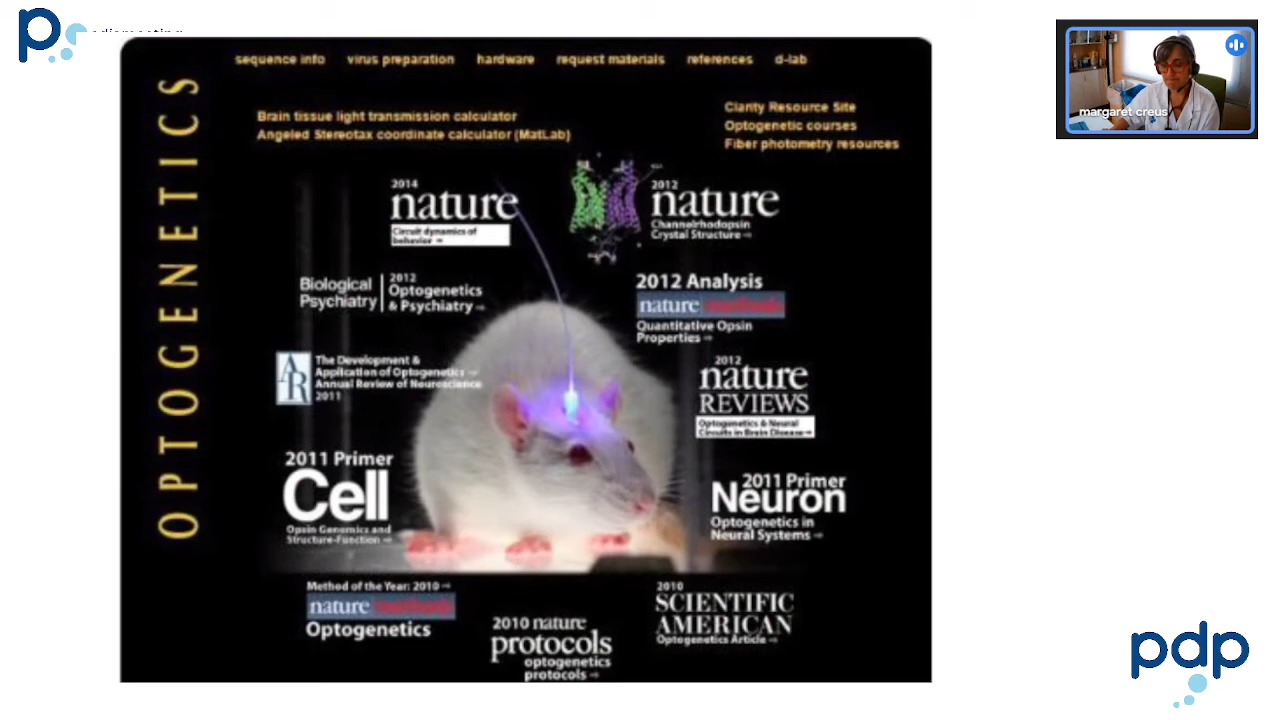 pdp
sequence info virus preparation hardware request materials references d-lab
Brain tissue light transmission calculator
Angeled Stereotax coordinate calculator (MatLab)
Clarity Resource Site
Optogenetic courses
Fiber photometry resources
margaret creus
OPTOGENETICS
2014
nature
Circuit dynamics of
behavior
2012
nature
Channelrhodopsin
Crystal Structure
Biological
Psychiatry
2012
Optogenetics
& Psychiatry
2012 Analysis
nature methods
Quantitative Opsin
Properties
AR
The Development &
Application of Optogenetics
Annual Review of Neuroscience
2011
2012
nature
REVIEWS
Optogenetics & Neural
Circuits in Brain Disease
2011 Primer
Cell
Opsin Genomics and
Structure-Function
2011 Primer
Neuron
Optogenetics in
Neural Systems
Method of the Year: 2010
nature methods
Optogenetics
2010 nature
protocols
optogenetics
protocols
2010
SCIENTIFIC
AMERICAN
Optogenetics Article
pdp